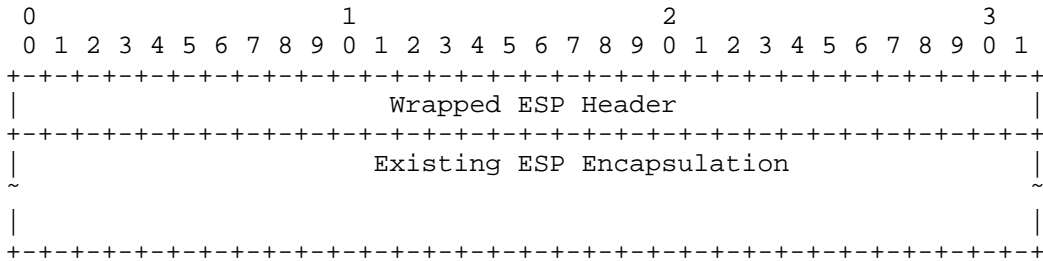 0                   1                   2                   3
 0 1 2 3 4 5 6 7 8 9 0 1 2 3 4 5 6 7 8 9 0 1 2 3 4 5 6 7 8 9 0 1
+-+-+-+-+-+-+-+-+-+-+-+-+-+-+-+-+-+-+-+-+-+-+-+-+-+-+-+-+-+-+-+-+
|                       Wrapped ESP Header                      |
+-+-+-+-+-+-+-+-+-+-+-+-+-+-+-+-+-+-+-+-+-+-+-+-+-+-+-+-+-+-+-+-+
|                      Existing ESP Encapsulation               |
~                                                               ~
|                                                               |
+-+-+-+-+-+-+-+-+-+-+-+-+-+-+-+-+-+-+-+-+-+-+-+-+-+-+-+-+-+-+-+-+